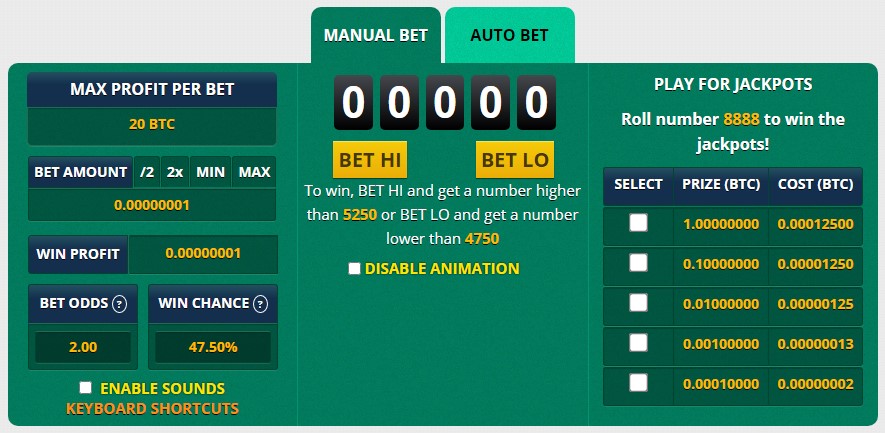 MANUAL BET
AUTO BET
MAX PROFIT PER BET
20 BTC
BET AMOUNT /2 2x MIN MAX
0.00000001
WIN PROFIT 0.00000001
BET ODDS ? WIN CHANCE ?
2.00 47.50%
ENABLE SOUNDS
KEYBOARD SHORTCUTS
0 0 0 0 0
BET HI BET LO
To win, BET HI and get a number higher
than 5250 or BET LO and get a number
lower than 4750
DISABLE ANIMATION
PLAY FOR JACKPOTS
Roll number 8888 to win the
jackpots!
SELECT PRIZE (BTC) COST (BTC)
1.00000000 0.00012500
0.10000000 0.00001250
0.01000000 0.00000125
0.00100000 0.00000013
0.00010000 0.00000002